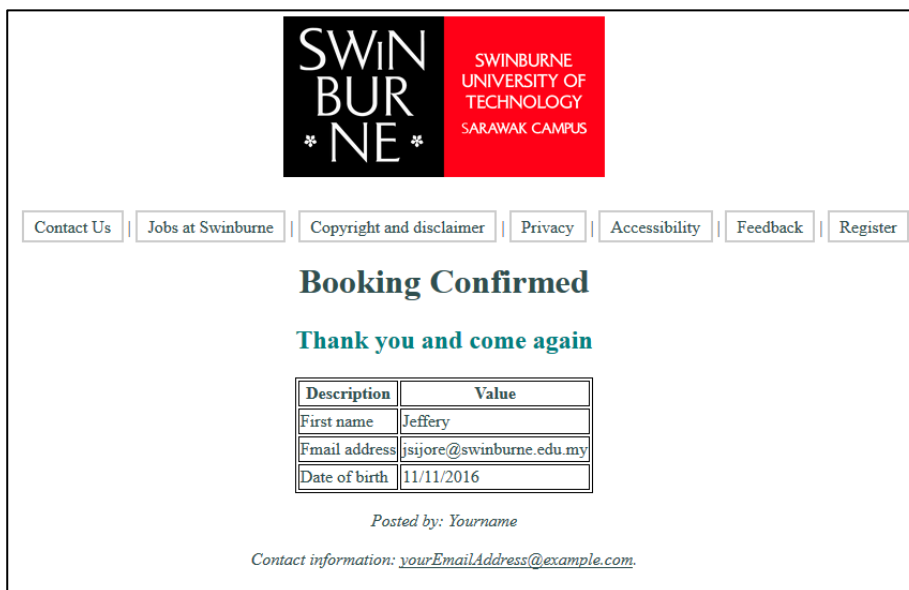 SWIN
BUR
* NE *
SWINBURNE
UNIVERSITY OF
TECHNOLOGY
SARAWAK CAMPUS
Contact Us | Jobs at Swinburne | Copyright and disclaimer | Privacy | Accessibility | Feedback | Register
Booking Confirmed
Thank you and come again
Description Value
First name Jeffery
Fmail address jsijore@swinburne.edu.my
Date of birth 11/11/2016
Posted by: Yourname
Contact information: yourEmailAddress@example.com.